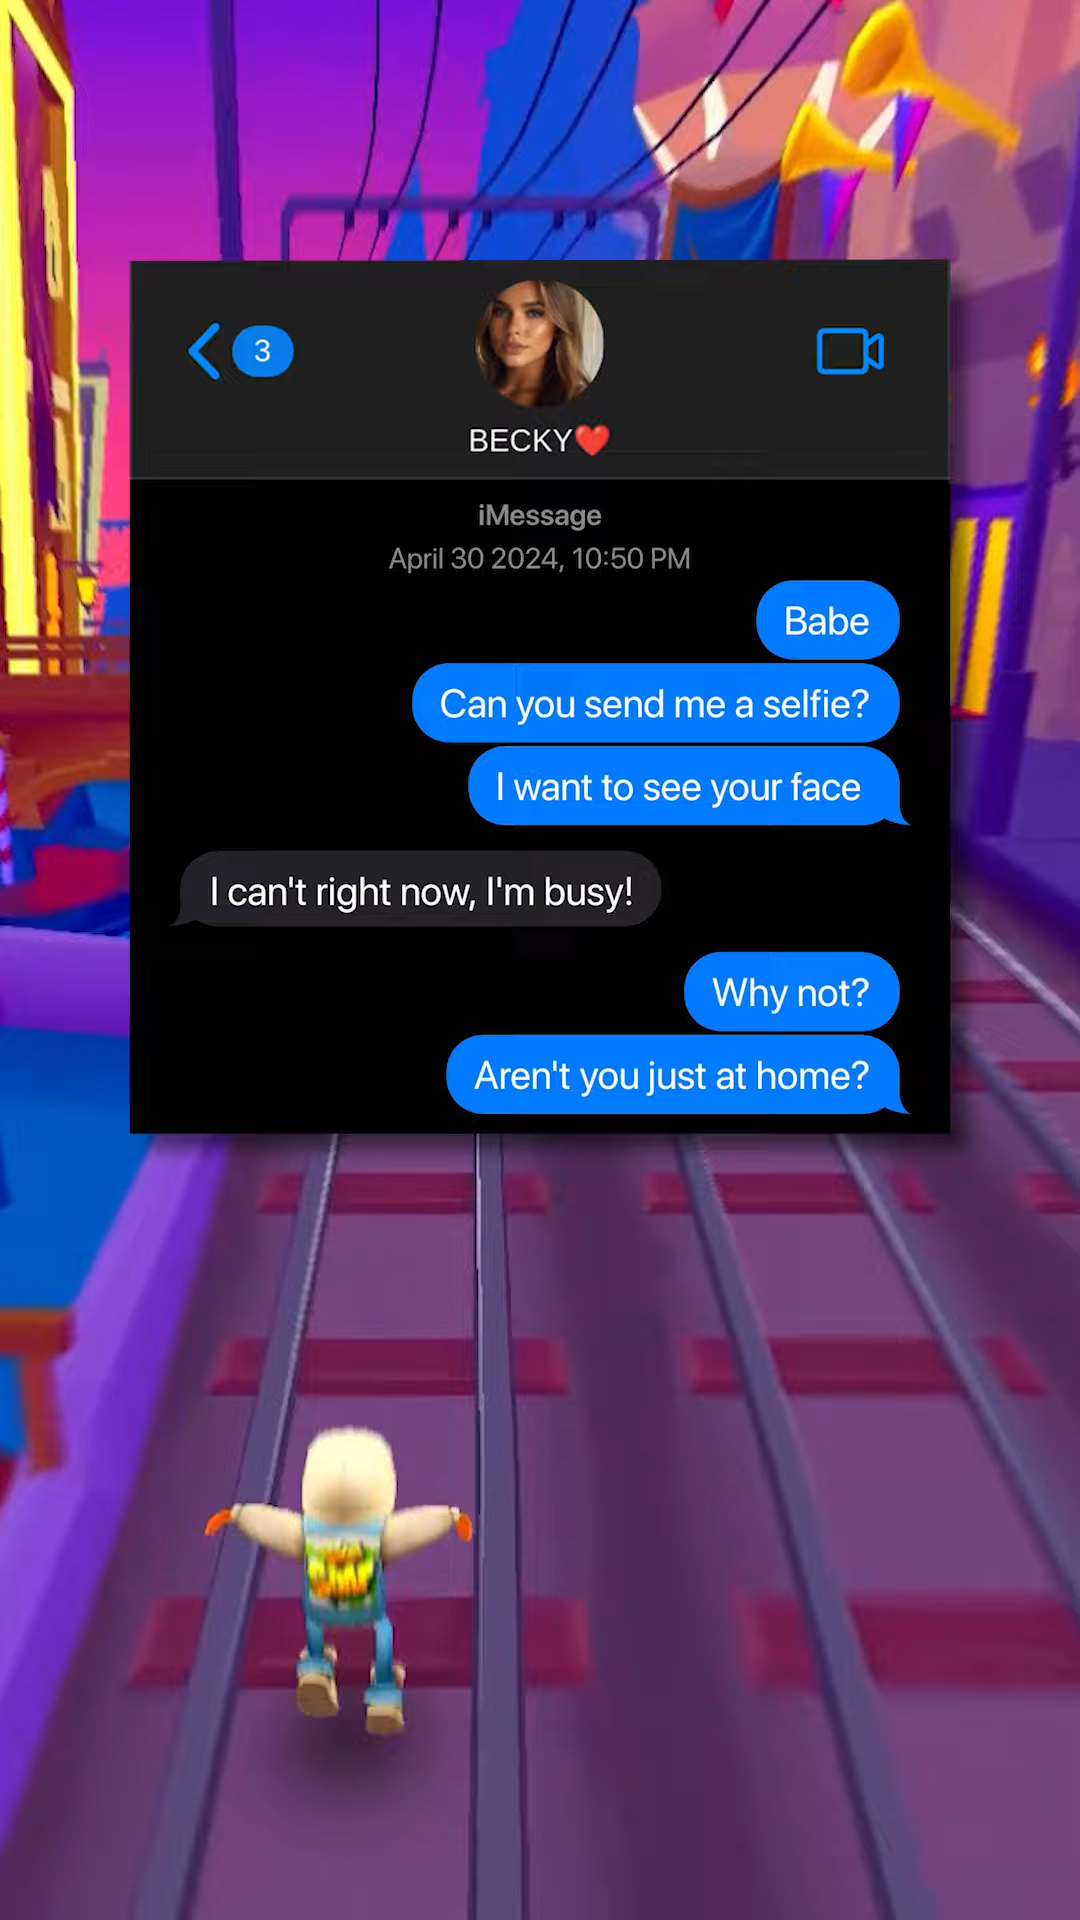 3
BECKY❤️
iMessage
April 30 2024, 10:50 PM
Babe
Can you send me a selfie?
I want to see your face
I can't right now, I'm busy!
Why not?
Aren't you just at home?